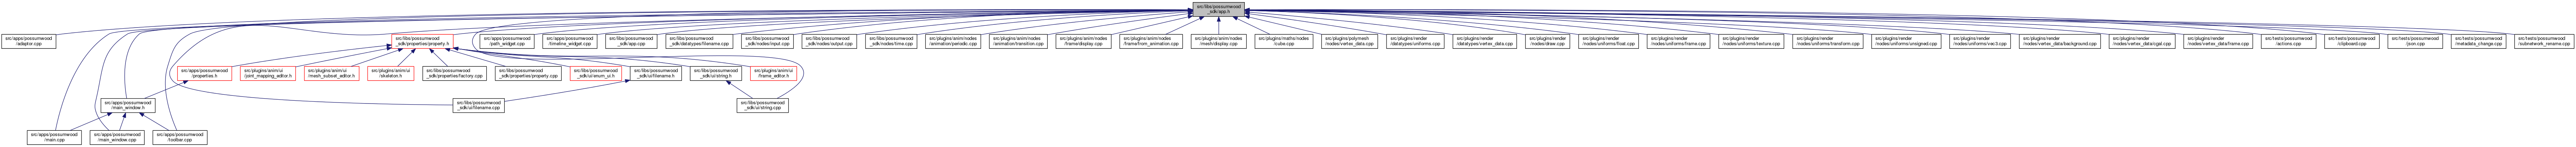 src/libs/possumwood
_sdk/app.h
src/apps/possumwood
/adaptor.cpp
src/libs/possumwood
_sdk/properties/property.h
src/apps/possumwood
/path_widget.cpp
src/apps/possumwood
/timeline_widget.cpp
src/libs/possumwood
_sdk/app.cpp
src/libs/possumwood
_sdk/datatypes/filename.cpp
src/libs/possumwood
_sdk/nodes/input.cpp
src/libs/possumwood
_sdk/nodes/output.cpp
src/libs/possumwood
_sdk/nodes/time.cpp
src/plugins/anim/nodes
/animation/periodic.cpp
src/plugins/anim/nodes
/animation/transition.cpp
src/plugins/anim/nodes
/frame/display.cpp
src/plugins/anim/nodes
/frame/from_animation.cpp
src/plugins/anim/nodes
/mesh/display.cpp
src/plugins/maths/nodes
/cube.cpp
src/plugins/polymesh
/nodes/vertex_data.cpp
src/plugins/render
/datatypes/uniforms.cpp
src/plugins/render
/datatypes/vertex_data.cpp
src/plugins/render
/nodes/draw.cpp
src/plugins/render
/nodes/uniforms/float.cpp
src/plugins/render
/nodes/uniforms/frame.cpp
src/plugins/render
/nodes/uniforms/texture.cpp
src/plugins/render
/nodes/uniforms/transform.cpp
src/plugins/render
/nodes/uniforms/unsigned.cpp
src/plugins/render
/nodes/uniforms/vec3.cpp
src/plugins/render
/nodes/vertex_data/background.cpp
src/plugins/render
/nodes/vertex_data/cgal.cpp
src/plugins/render
/nodes/vertex_data/frame.cpp
src/tests/possumwood
/actions.cpp
src/tests/possumwood
/clipboard.cpp
src/tests/possumwood
/json.cpp
src/tests/possumwood
/metadata_change.cpp
src/tests/possumwood
/subnetwork_rename.cpp
src/apps/possumwood
/properties.h
src/plugins/anim/ui
/joint_mapping_editor.h
src/plugins/anim/ui
/mesh_subset_editor.h
src/plugins/anim/ui
/skeleton.h
src/libs/possumwood
_sdk/properties/factory.cpp
src/libs/possumwood
_sdk/properties/property.cpp
src/libs/possumwood
_sdk/ui/enum_ui.h
src/libs/possumwood
_sdk/ui/filename.h
src/libs/possumwood
_sdk/ui/string.h
src/plugins/anim/ui
/frame_editor.h
src/apps/possumwood
/main_window.h
src/libs/possumwood
_sdk/ui/filename.cpp
src/libs/possumwood
_sdk/ui/string.cpp
src/apps/possumwood
/main.cpp
src/apps/possumwood
/main_window.cpp
src/apps/possumwood
/toolbar.cpp